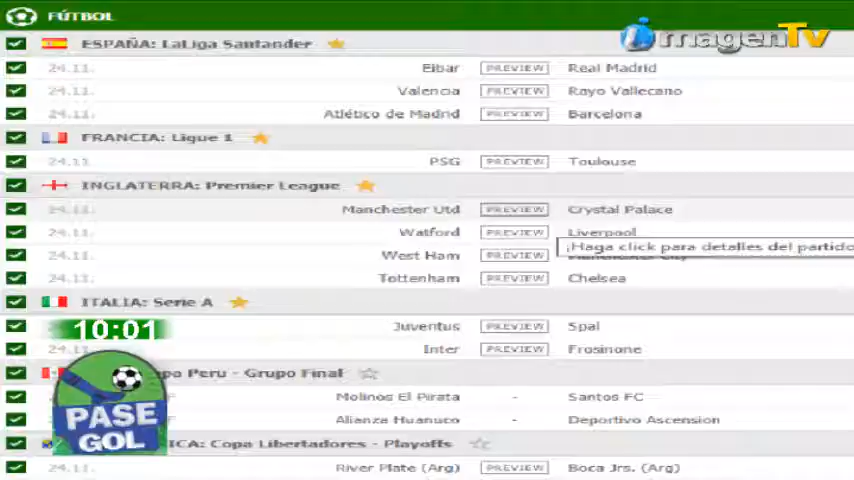 FÚTBOL
imagenTv
ESPAÑA: LaLiga Santander
24.11. Eibar PREVIEW Real Madrid
24.11. Valencia PREVIEW Rayo Vallecano
24.11. Atlético de Madrid PREVIEW Barcelona
FRANCIA: Ligue 1
24.11. PSG PREVIEW Toulouse
INGLATERRA: Premier League
24.11. Manchester Utd PREVIEW Crystal Palace
24.11. Watford PREVIEW Liverpool
¡Haga click para detalles del partido
24.11. West Ham PREVIEW Manchester City
24.11. Tottenham PREVIEW Chelsea
ITALIA: Serie A
10:01
Juventus PREVIEW Spal
24.11. Inter PREVIEW Frosinone
Peru - Grupo Final
Molinos El Pirata - Santos FC
Alianza Huanuco - Deportivo Ascension
PASE GOL
ICA: Copa Libertadores - Playoffs
24.11. River Plate (Arg) PREVIEW Boca Jrs. (Arg)